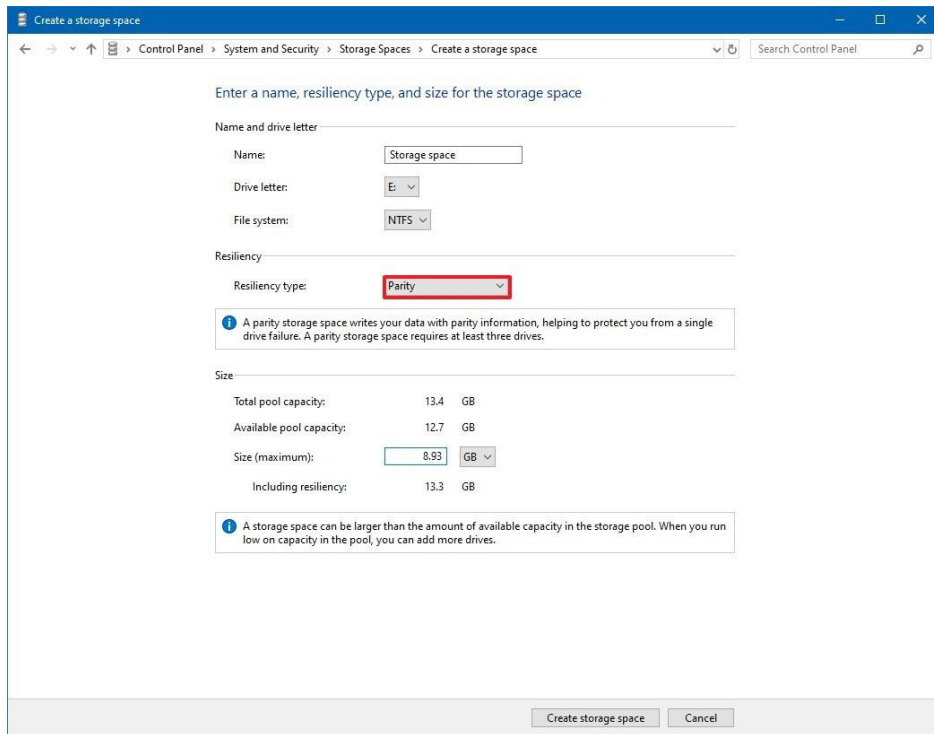 Create a storage space
Control Panel > System and Security > Storage Spaces > Create a storage space
Search Control Panel
Enter a name, resiliency type, and size for the storage space
Name and drive letter
Name: Storage space
Drive letter: E:
File system: NTFS
Resiliency
Resiliency type: Parity
A parity storage space writes your data with parity information, helping to protect you from a single
drive failure. A parity storage space requires at least three drives.
Size
Total pool capacity: 13.4 GB
Available pool capacity: 12.7 GB
Size (maximum): 8.93 GB
Including resiliency: 13.3 GB
A storage space can be larger than the amount of available capacity in the storage pool. When you run
low on capacity in the pool, you can add more drives.
Create storage space Cancel